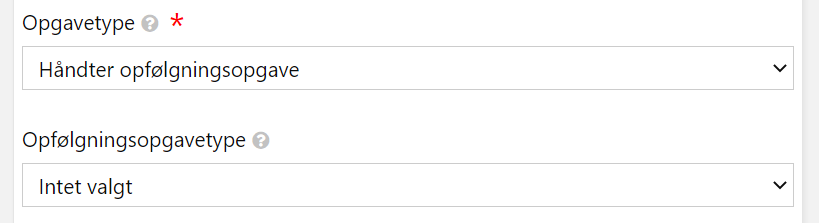 Opgavetype ? *
Håndter opfølgningsopgave
Opfølgningsopgavetype ?
Intet valgt